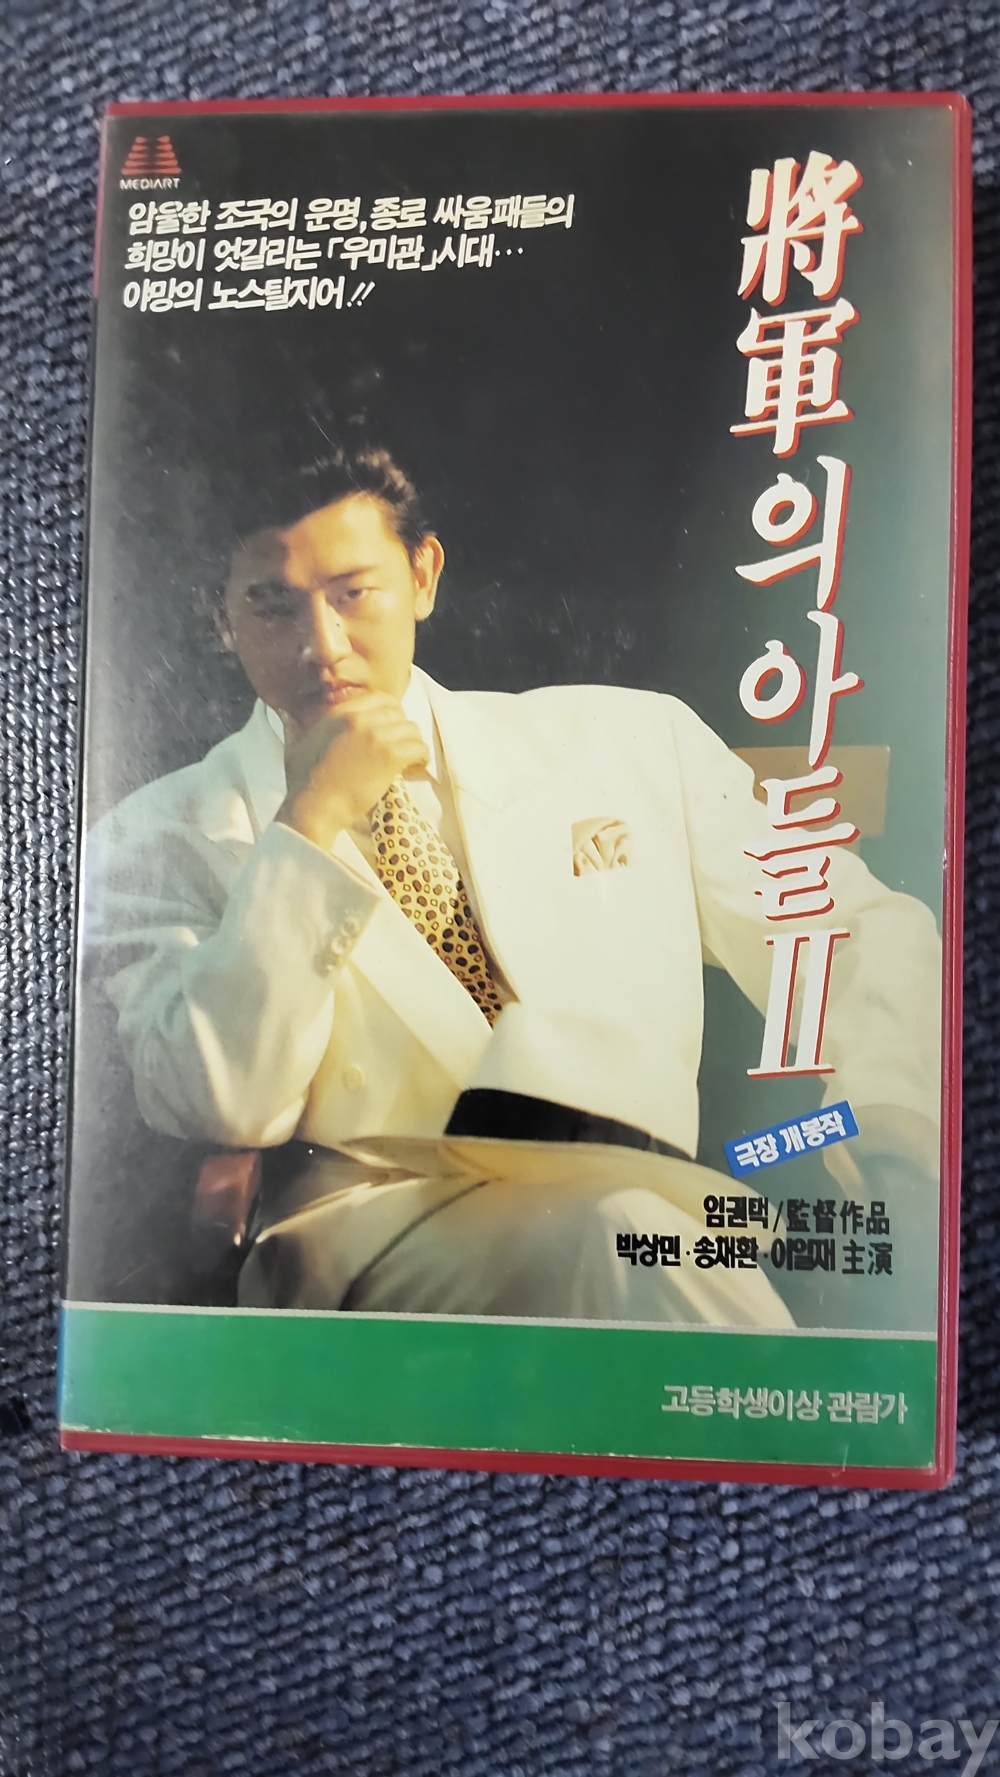 MEDIART
암울한 조국의 운명, 종로 싸움패들의
희망이 엇갈리는 「우미관」시대···
야망의 노스탈지어!!
將軍의 아들 II
극장 개봉작
임권택/監督作品
박상민·송채환·이일재 主演
고등학생이상 관람가
kobay